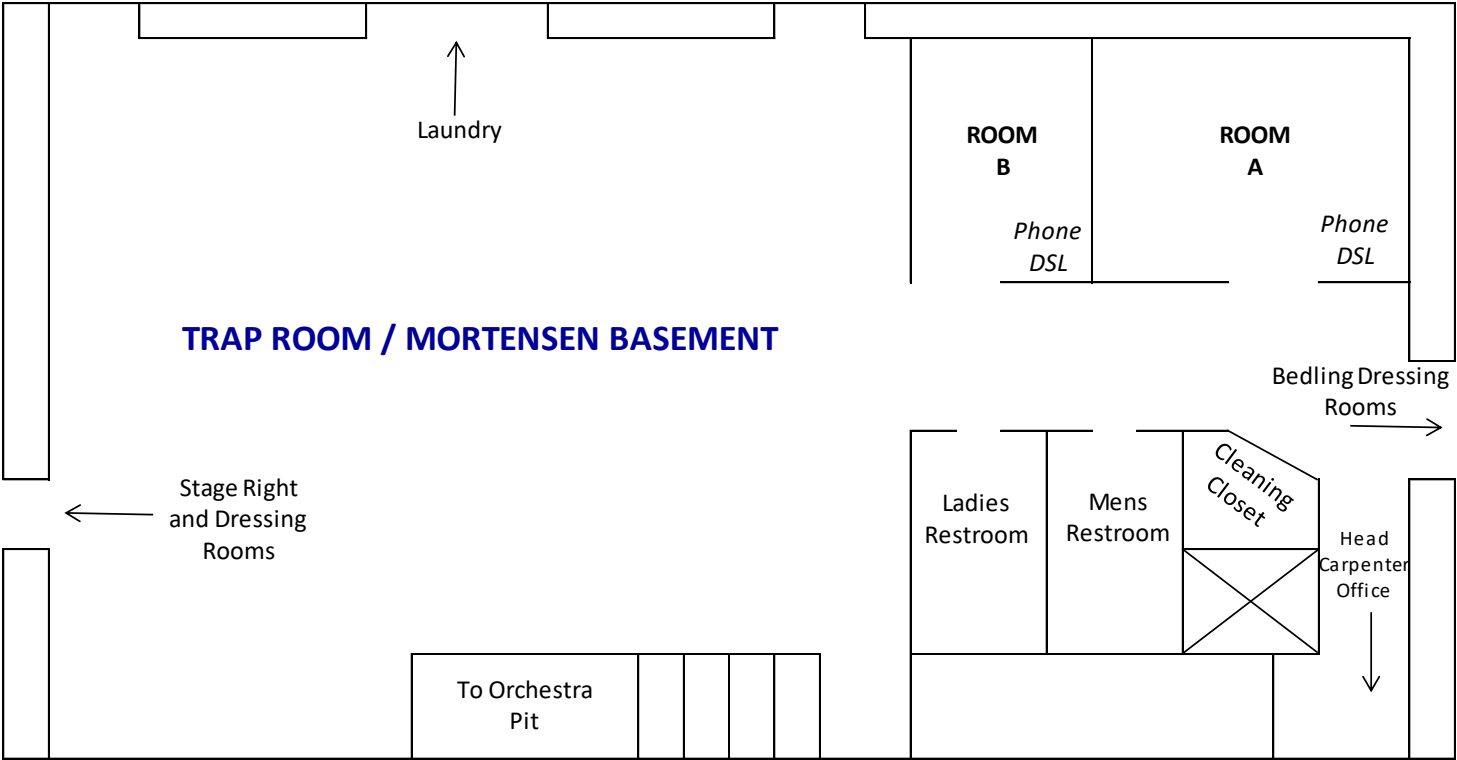 Laundry
ROOM
B
ROOM
A
Phone
DSL
Phone
DSL
TRAP ROOM / MORTENSEN BASEMENT
Bedling Dressing
Rooms
Stage Right
and Dressing
Rooms
Ladies
Restroom
Mens
Restroom
Cleaning
Closet
Head
Carpenter
Office
To Orchestra
Pit